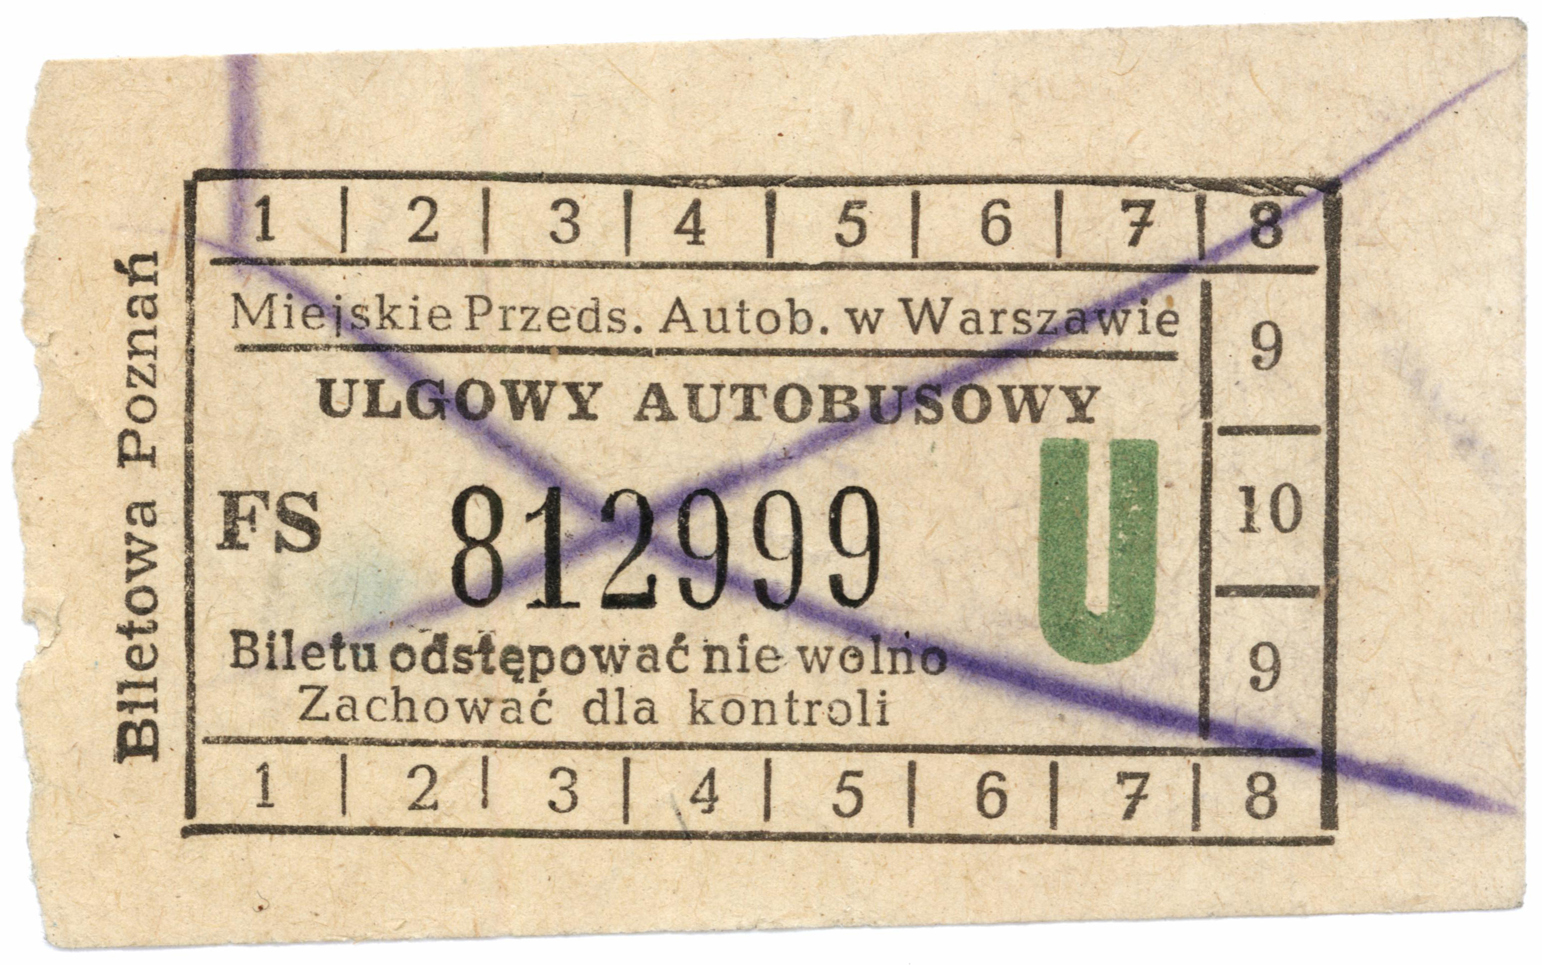 Biletowa Poznań
1 | 2 | 3 | 4 | 5 | 6 | 7 | 8
Miejskie Przeds. Autob. w Warszawie
9
ULGOWY AUTOBUSOWY
U
FS 812999
10
Biletu odstępować nie wolno
9
Zachować dla kontroli
1 | 2 | 3 | 4 | 5 | 6 | 7 | 8